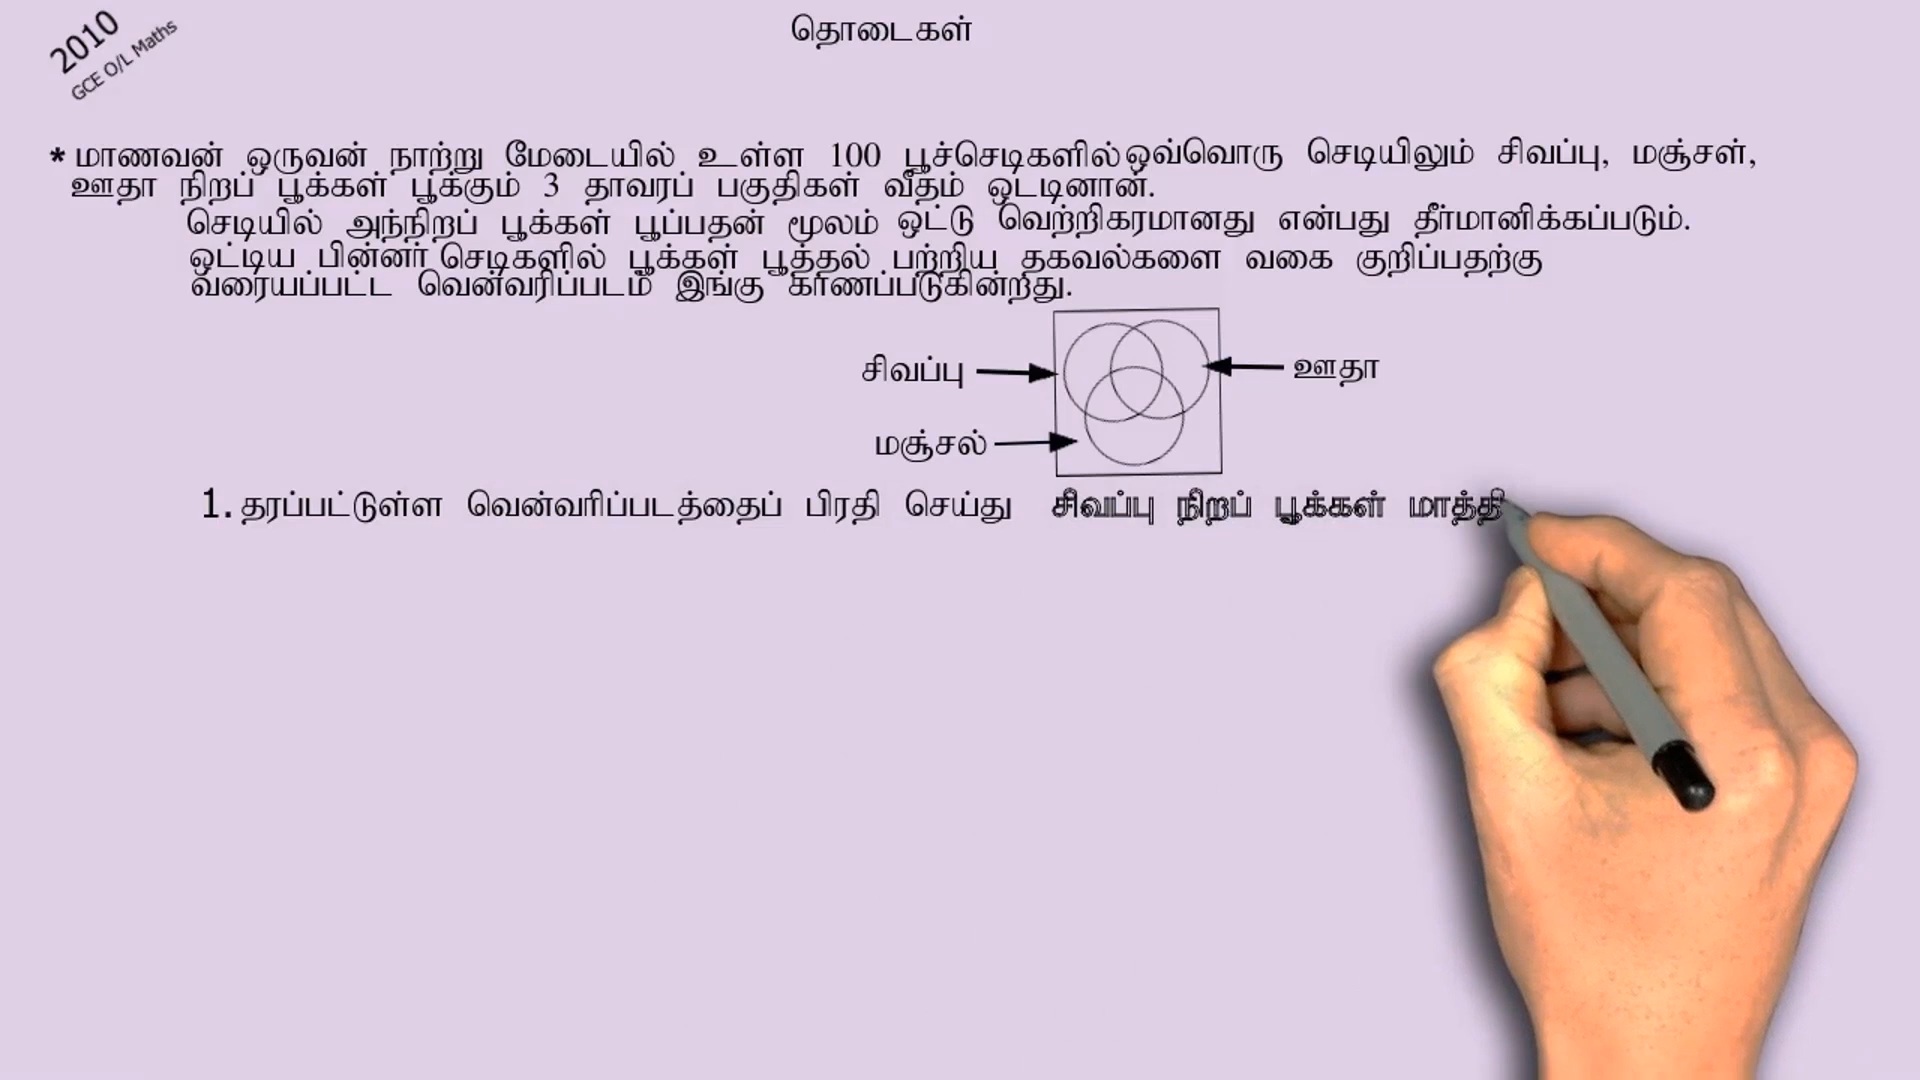 2010
GCE O/L Maths
தொடைகள்
* மாணவன் ஒருவன் நாற்று மேடையில் உள்ள 100 பூச்செடிகளில் ஒவ்வொரு செடியிலும் சிவப்பு, மஞ்சள்,
ஊதா நிறப் பூக்கள் பூக்கும் 3 தாவரப் பகுதிகள் வீதம் ஒட்டினான்.
செடியில் அந்நிறப் பூக்கள் பூப்பதன் மூலம் ஒட்டு வெற்றிகரமானது என்பது தீர்மானிக்கப்படும்.
ஒட்டிய பின்னர் செடிகளில் பூக்கள் பூத்தல் பற்றிய தகவல்களை வகை குறிப்பதற்கு
வரையப்பட்ட வென்வரிப்படம் இங்கு காணப்படுகின்றது.
சிவப்பு
ஊதா
மஞ்சல்
1. தரப்பட்டுள்ள வென்வரிப்படத்தைப் பிரதி செய்து சிவப்பு நிறப் பூக்கள் மாத்தி